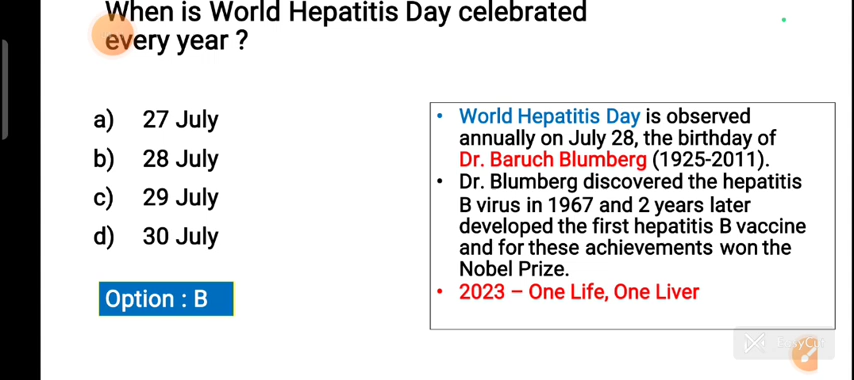 When is World Hepatitis Day celebrated
every year ?
a) 27 July
b) 28 July
c) 29 July
d) 30 July
Option : B
• World Hepatitis Day is observed
annually on July 28, the birthday of
Dr. Baruch Blumberg (1925-2011).
• Dr. Blumberg discovered the hepatitis
B virus in 1967 and 2 years later
developed the first hepatitis B vaccine
and for these achievements won the
Nobel Prize.
• 2023 – One Life, One Liver